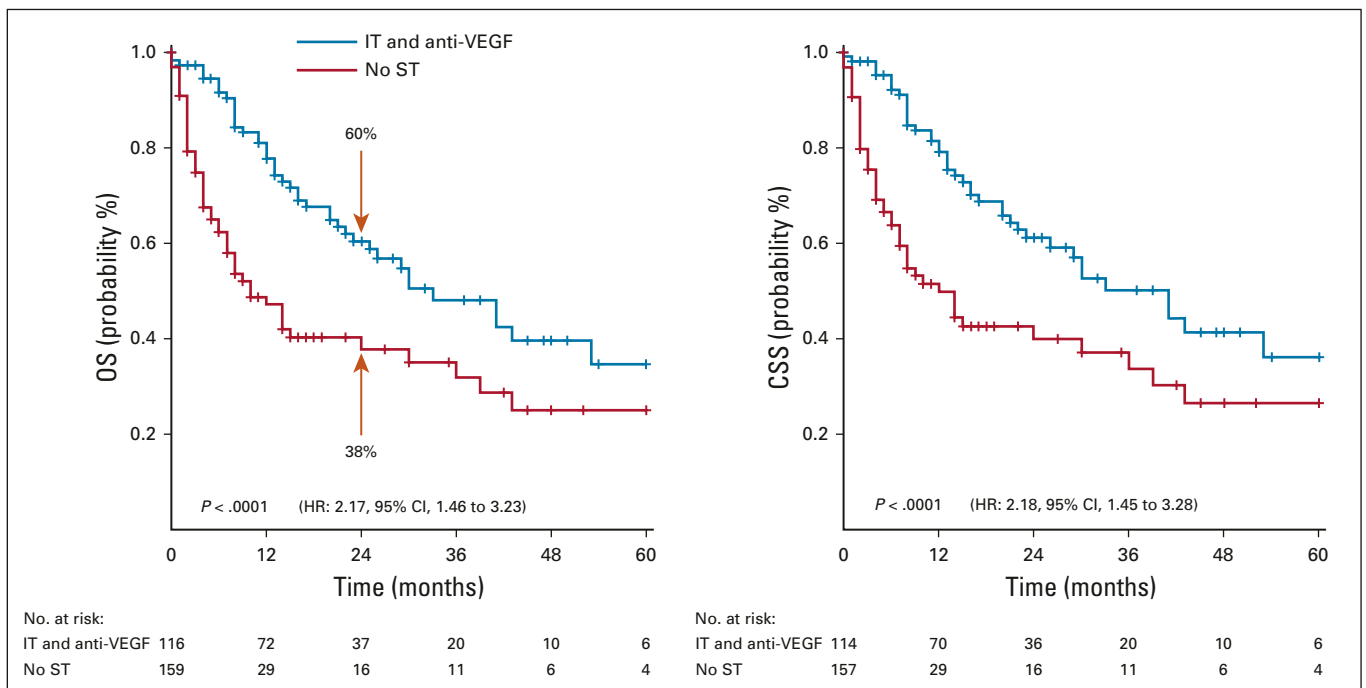 IT and anti-VEGF
No ST
OS (probability %)
1.0
0.8
0.6
0.4
0.2
60%
38%
P < .0001 (HR: 2.17, 95% CI, 1.46 to 3.23)
0 12 24 36 48 60
Time (months)
No. at risk:
IT and anti-VEGF 116 72 37 20 10 6
No ST 159 29 16 11 6 4
CSS (probability %)
1.0
0.8
0.6
0.4
0.2
P < .0001 (HR: 2.18, 95% CI, 1.45 to 3.28)
0 12 24 36 48 60
Time (months)
No. at risk:
IT and anti-VEGF 114 70 36 20 10 6
No ST 157 29 16 11 6 4